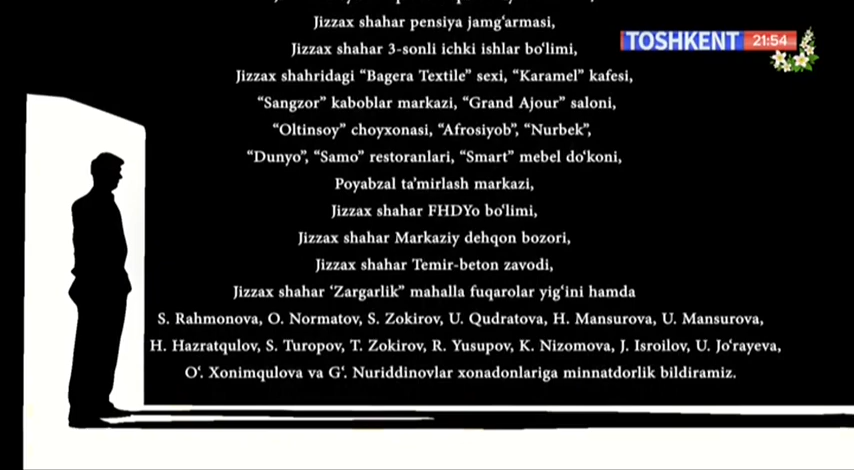 Jizzax shahar pensiya jamg‘armasi,
TOSHKENT 21:54
Jizzax shahar 3-sonli ichki ishlar bo‘limi,
Jizzax shahridagi “Bagera Textile” sexi, “Karamel” kafesi,
“Sangzor” kaboblar markazi, “Grand Ajour” saloni,
“Oltinsoy” choyxonasi, “Afrosiyob”, “Nurbek”,
“Dunyo”, “Samo” restoranlari, “Smart” mebel do‘koni,
Poyabzal ta’mirlash markazi,
Jizzax shahar FHDYo bo‘limi,
Jizzax shahar Markaziy dehqon bozori,
Jizzax shahar Temir-beton zavodi,
Jizzax shahar ‘Zargarlik” mahalla fuqarolar yig‘ini hamda
S. Rahmonova, O. Normatov, S. Zokirov, U. Qudratova, H. Mansurova, U. Mansurova,
H. Hazratqulov, S. Turopov, T. Zokirov, R. Yusupov, K. Nizomova, J. Isroilov, U. Jo‘rayeva,
O‘. Xonimqulova va G‘. Nuriddinovlar xonadonlariga minnatdorlik bildiramiz.